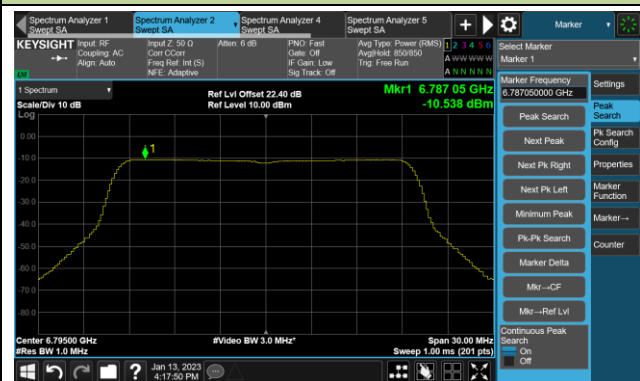 Spectrum Analyzer 1
Swept SA
Spectrum Analyzer 2
Swept SA
Spectrum Analyzer 4
Swept SA
Spectrum Analyzer 5
Swept SA
+
Marker
KEYSIGHT
Input: RF
Coupling: AC
Align: Auto
Input Z: 50 Ω
Corr CCorr
Freq Ref: Int (S)
NFE: Adaptive
Atten: 6 dB
PNO: Fast
Gate: Off
IF Gain: Low
Sig Track: Off
Avg Type: Power (RMS)
Avg|Hold: 850/850
Trig: Free Run
1 2 3 4 5 6
A W W W W W
A N N N N N
Select Marker
Marker 1
LXI
1 Spectrum
Scale/Div 10 dB
Log
Ref Lvl Offset 22.40 dB
Ref Level 10.00 dBm
Mkr1 6.787 05 GHz
-10.538 dBm
0.00
-10.0
-20.0
-30.0
-40.0
-50.0
-60.0
-70.0
-80.0
1
Center 6.79500 GHz
#Res BW 1.0 MHz
#Video BW 3.0 MHz*
Span 30.00 MHz
Sweep 1.00 ms (201 pts)
Marker Frequency
6.787050000 GHz
Peak Search
Next Peak
Next Pk Right
Next Pk Left
Minimum Peak
Pk-Pk Search
Marker Delta
Mkr→CF
Mkr→Ref Lvl
Continuous Peak
Search
On
Off
Settings
Peak
Search
Pk Search
Config
Properties
Marker
Function
Marker→
Counter
?
Jan 13, 2023
4:17:50 PM